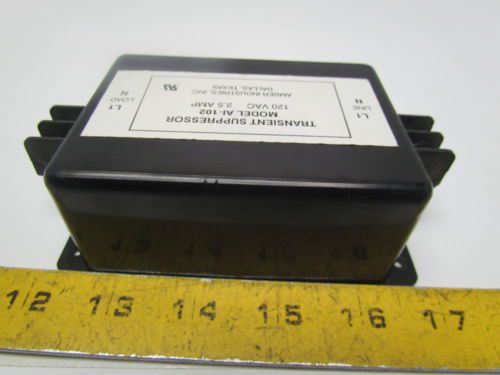 TRANSIENT SUPPRESSOR
MODEL AI-102
120 VAC 2.5 AMP
AMBER INDUSTRIES, INC.
DALLAS, TEXAS
L1
LINE
N
L1
LOAD
N
12 13 14 15 16 17